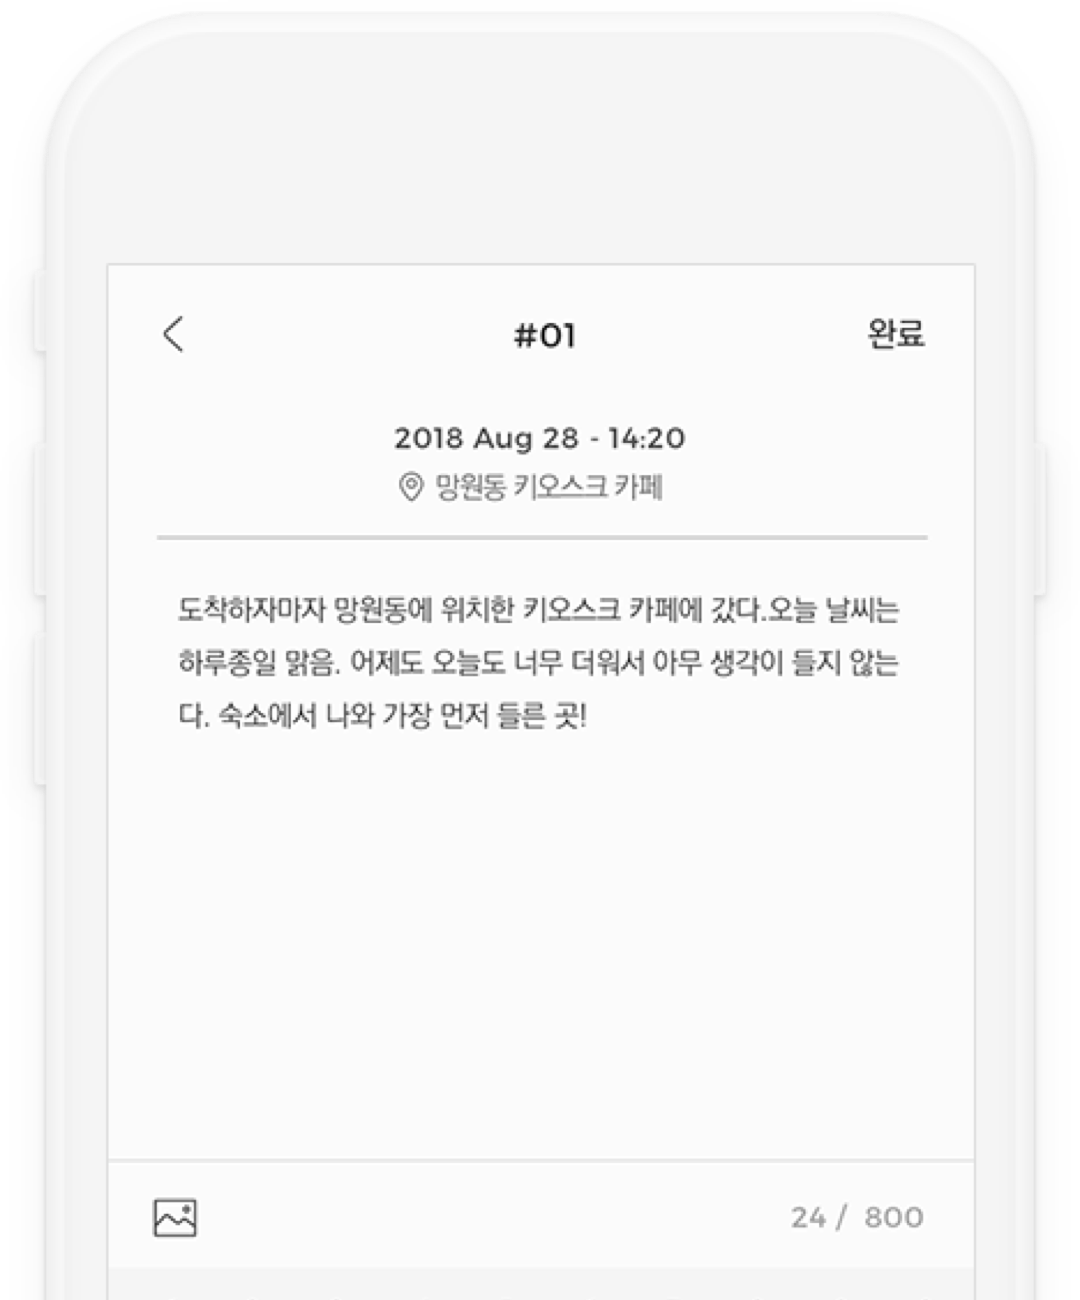 #01
완료
2018 Aug 28 - 14:20
망원동 키오스크 카페
도착하자마자 망원동에 위치한 키오스크 카페에 갔다.오늘 날씨는
하루종일 맑음. 어제도 오늘도 너무 더워서 아무 생각이 들지 않는
다. 숙소에서 나와 가장 먼저 들른 곳!
24 / 800